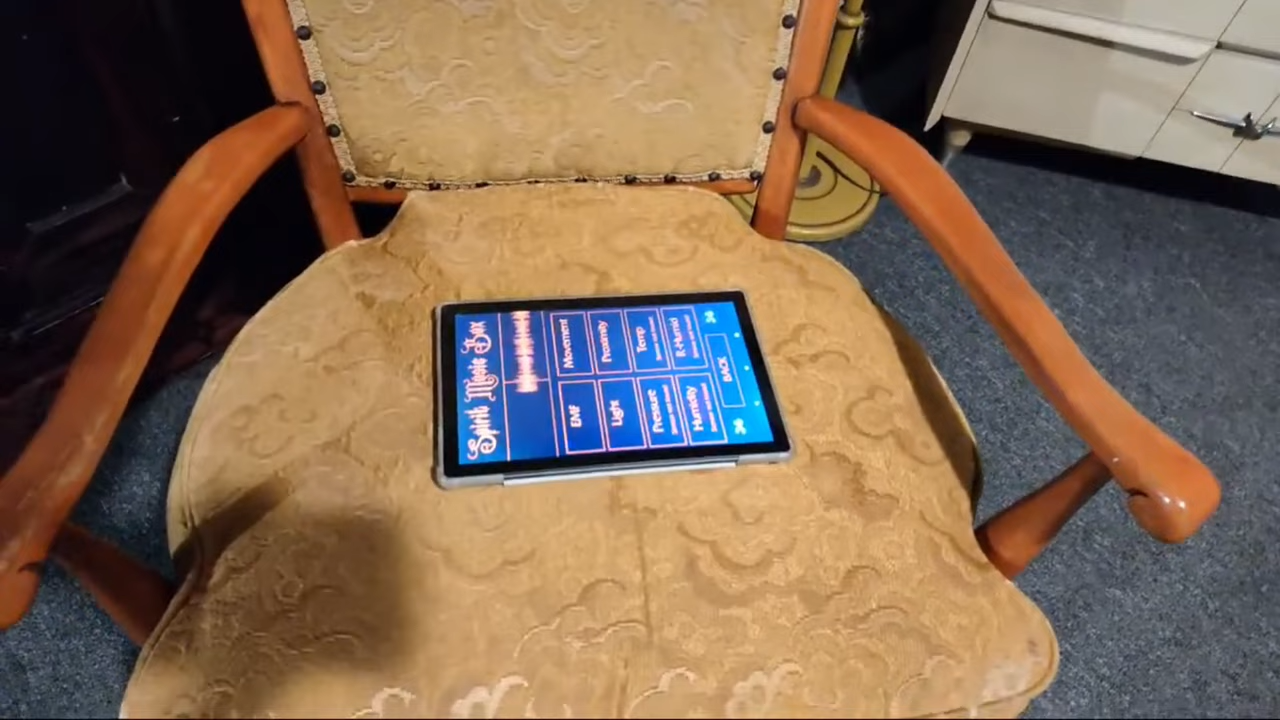 Spirit Music Box
EMF Movement
Light Proximity
Pressure Temp
Humidity R-Humid
BACK